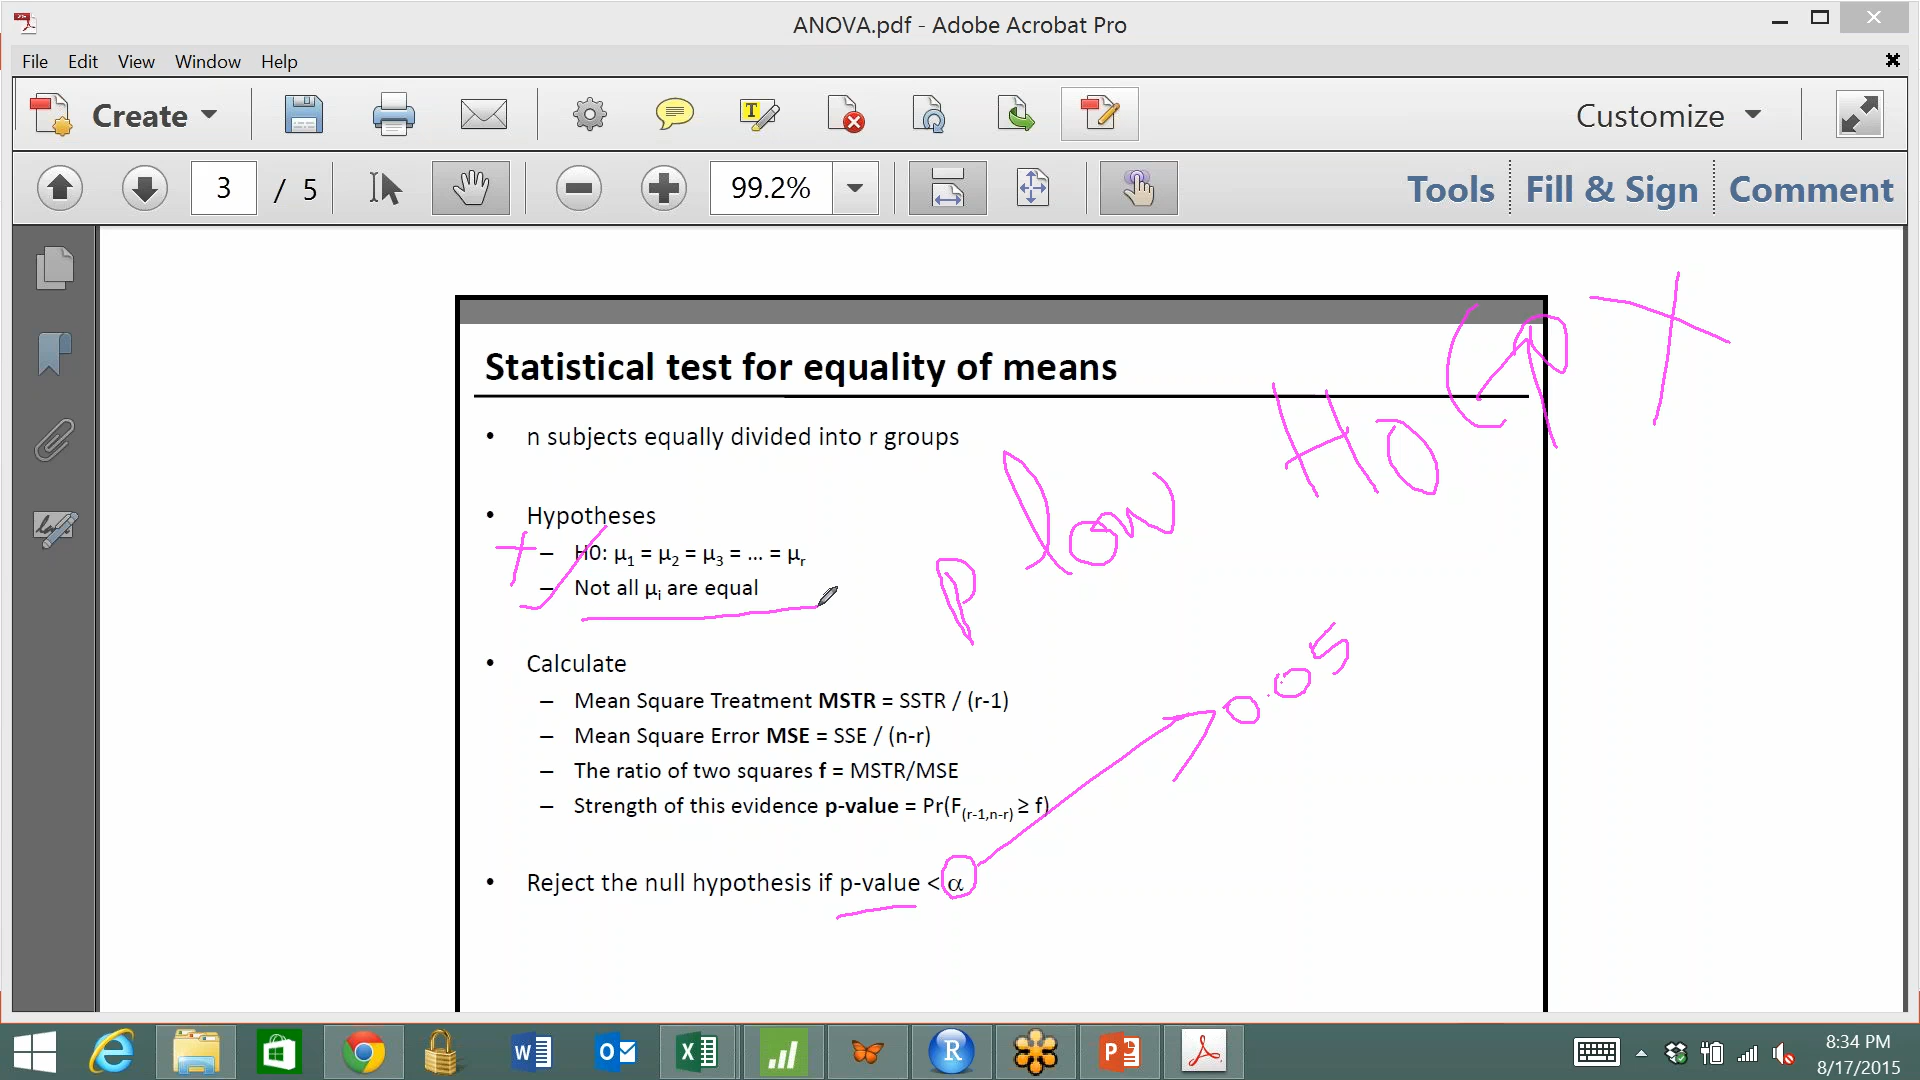 ANOVA.pdf - Adobe Acrobat Pro
File Edit View Window Help
Create Customize
3 / 5 99.2% Tools Fill & Sign Comment
Statistical test for equality of means
• n subjects equally divided into r groups
• Hypotheses
– H0: μ1 = μ2 = μ3 = ... = μr
– Not all μi are equal
p low H0
• Calculate
– Mean Square Treatment MSTR = SSTR / (r-1)
– Mean Square Error MSE = SSE / (n-r)
– The ratio of two squares f = MSTR/MSE
– Strength of this evidence p-value = Pr(F(r-1,n-r) ≥ f)
0.05
• Reject the null hypothesis if p-value < α
8:34 PM
8/17/2015